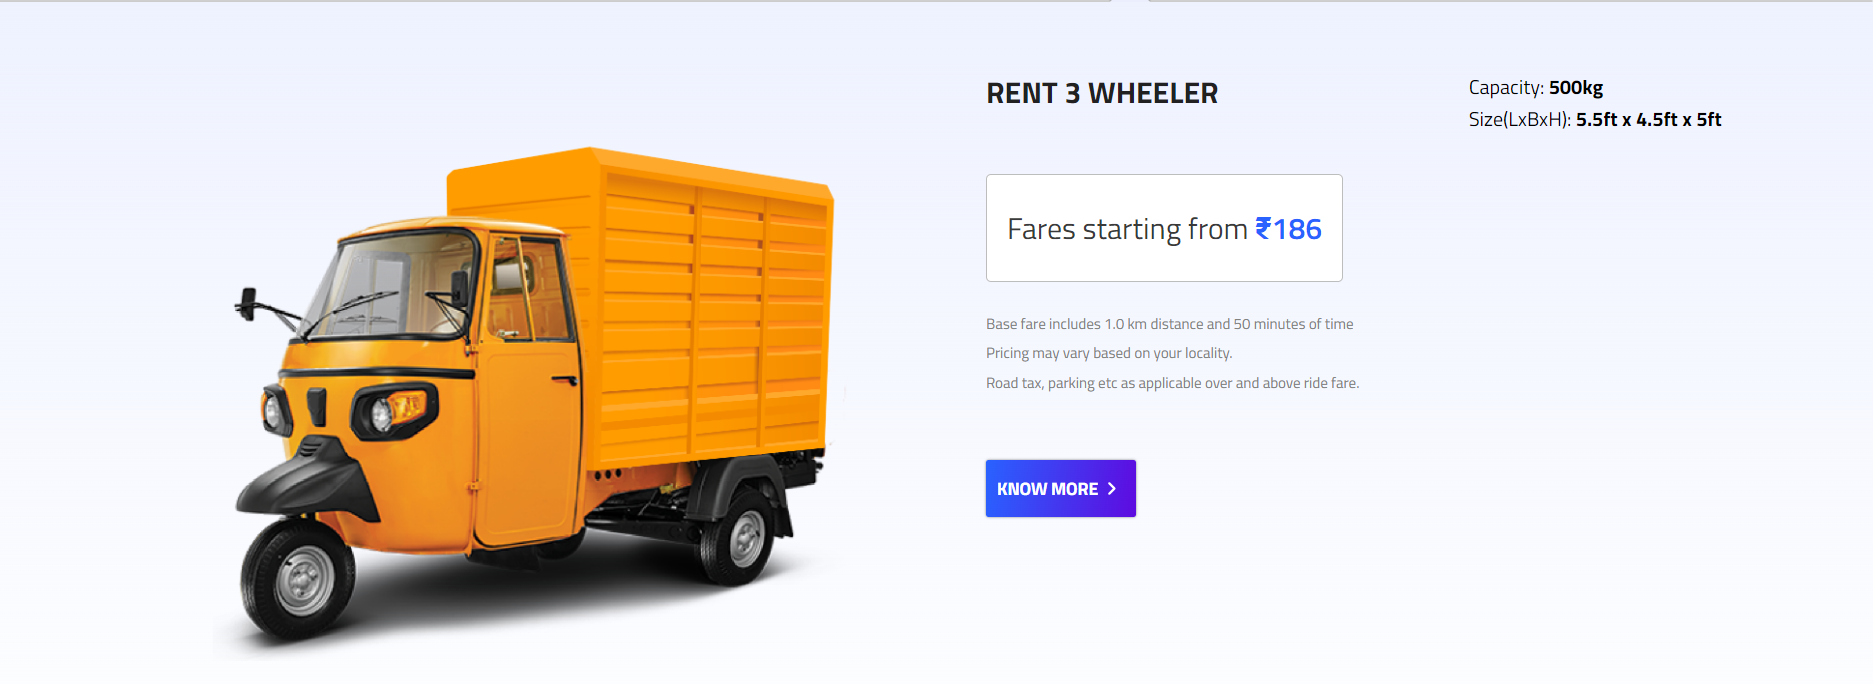 RENT 3 WHEELER
Capacity: 500kg
Size(LxBxH): 5.5ft x 4.5ft x 5ft
Fares starting from ₹186
Base fare includes 1.0 km distance and 50 minutes of time
Pricing may vary based on your locality.
Road tax, parking etc as applicable over and above ride fare.
KNOW MORE